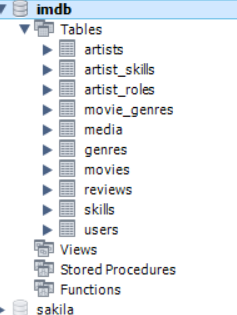 imdb
Tables
artists
artist_skills
artist_roles
movie_genres
media
genres
movies
reviews
skills
users
Views
Stored Procedures
Functions
sakila